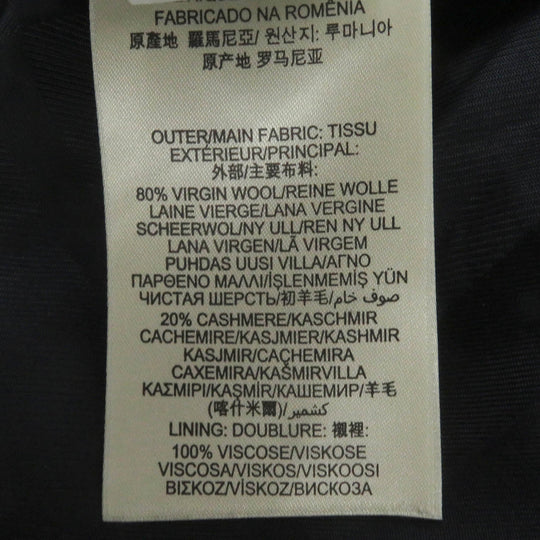 FABRICADO NA ROMÊNIA
原產地 羅馬尼亞/ 원산지: 루마니아
原产地 罗马尼亚
OUTER/MAIN FABRIC: TISSU
EXTÉRIEUR/PRINCIPAL:
外部/主要布料:
80% VIRGIN WOOL/REINE WOLLE
LAINE VIERGE/LANA VERGINE
SCHEERWOL/NY ULL/REN NY ULL
LANA VIRGEN/LÃ VIRGEM
PUHDAS UUSI VILLA/ΑΓΝΟ
ΠΑΡΘΕΝΟ ΜΑΛΛΙ/İŞLENMEMİŞ YÜN
ЧИСТАЯ ШЕРСТЬ/初羊毛/صوف خام
20% CASHMERE/KASCHMIR
CACHEMIRE/KASJMIER/KASHMIR
KASJMIR/CACHEMIRA
CAXEMIRA/KAŠMIRVILLA
ΚΑΣΜΙΡΙ/KAŞMİR/КАШЕМИР/羊毛
(喀什米爾)/كشمير
LINING: DOUBLURE: 襯裡:
100% VISCOSE/VISKOSE
VISCOSA/VISKOS/VISKOOSI
ΒΙΣΚΟΖ/VİSKOZ/ВИСКОЗА